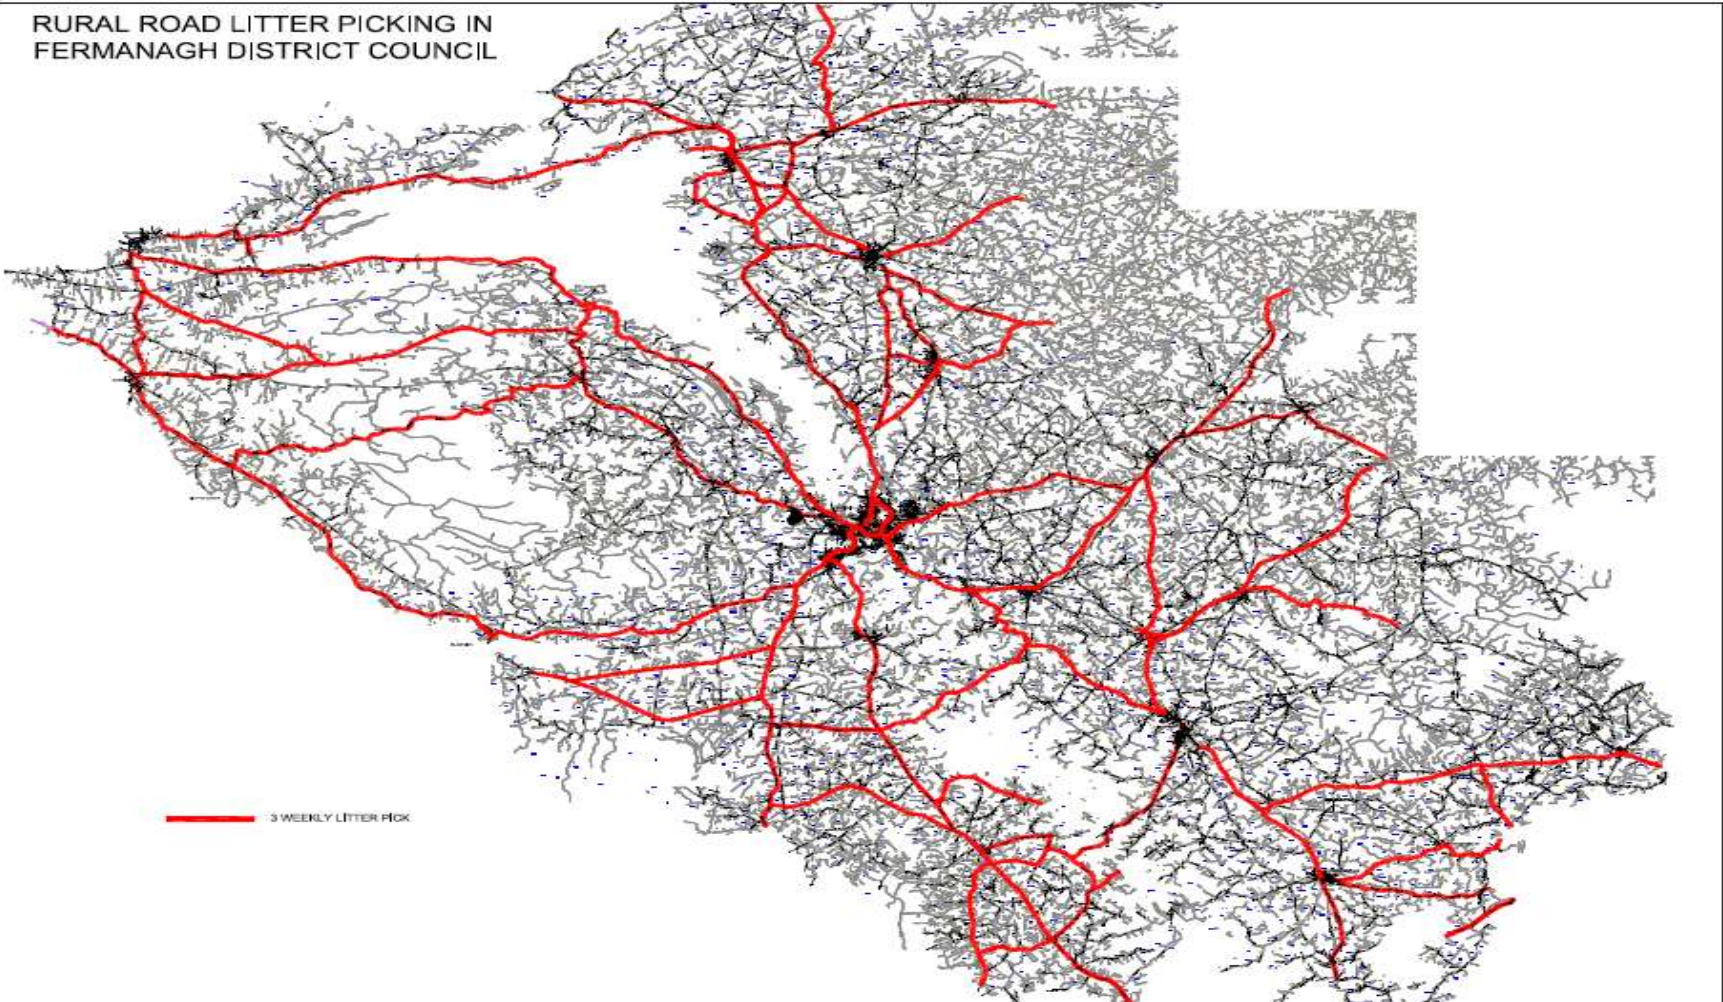 RURAL ROAD LITTER PICKING IN
FERMANAGH DISTRICT COUNCIL
3 WEEKLY LITTER PICK